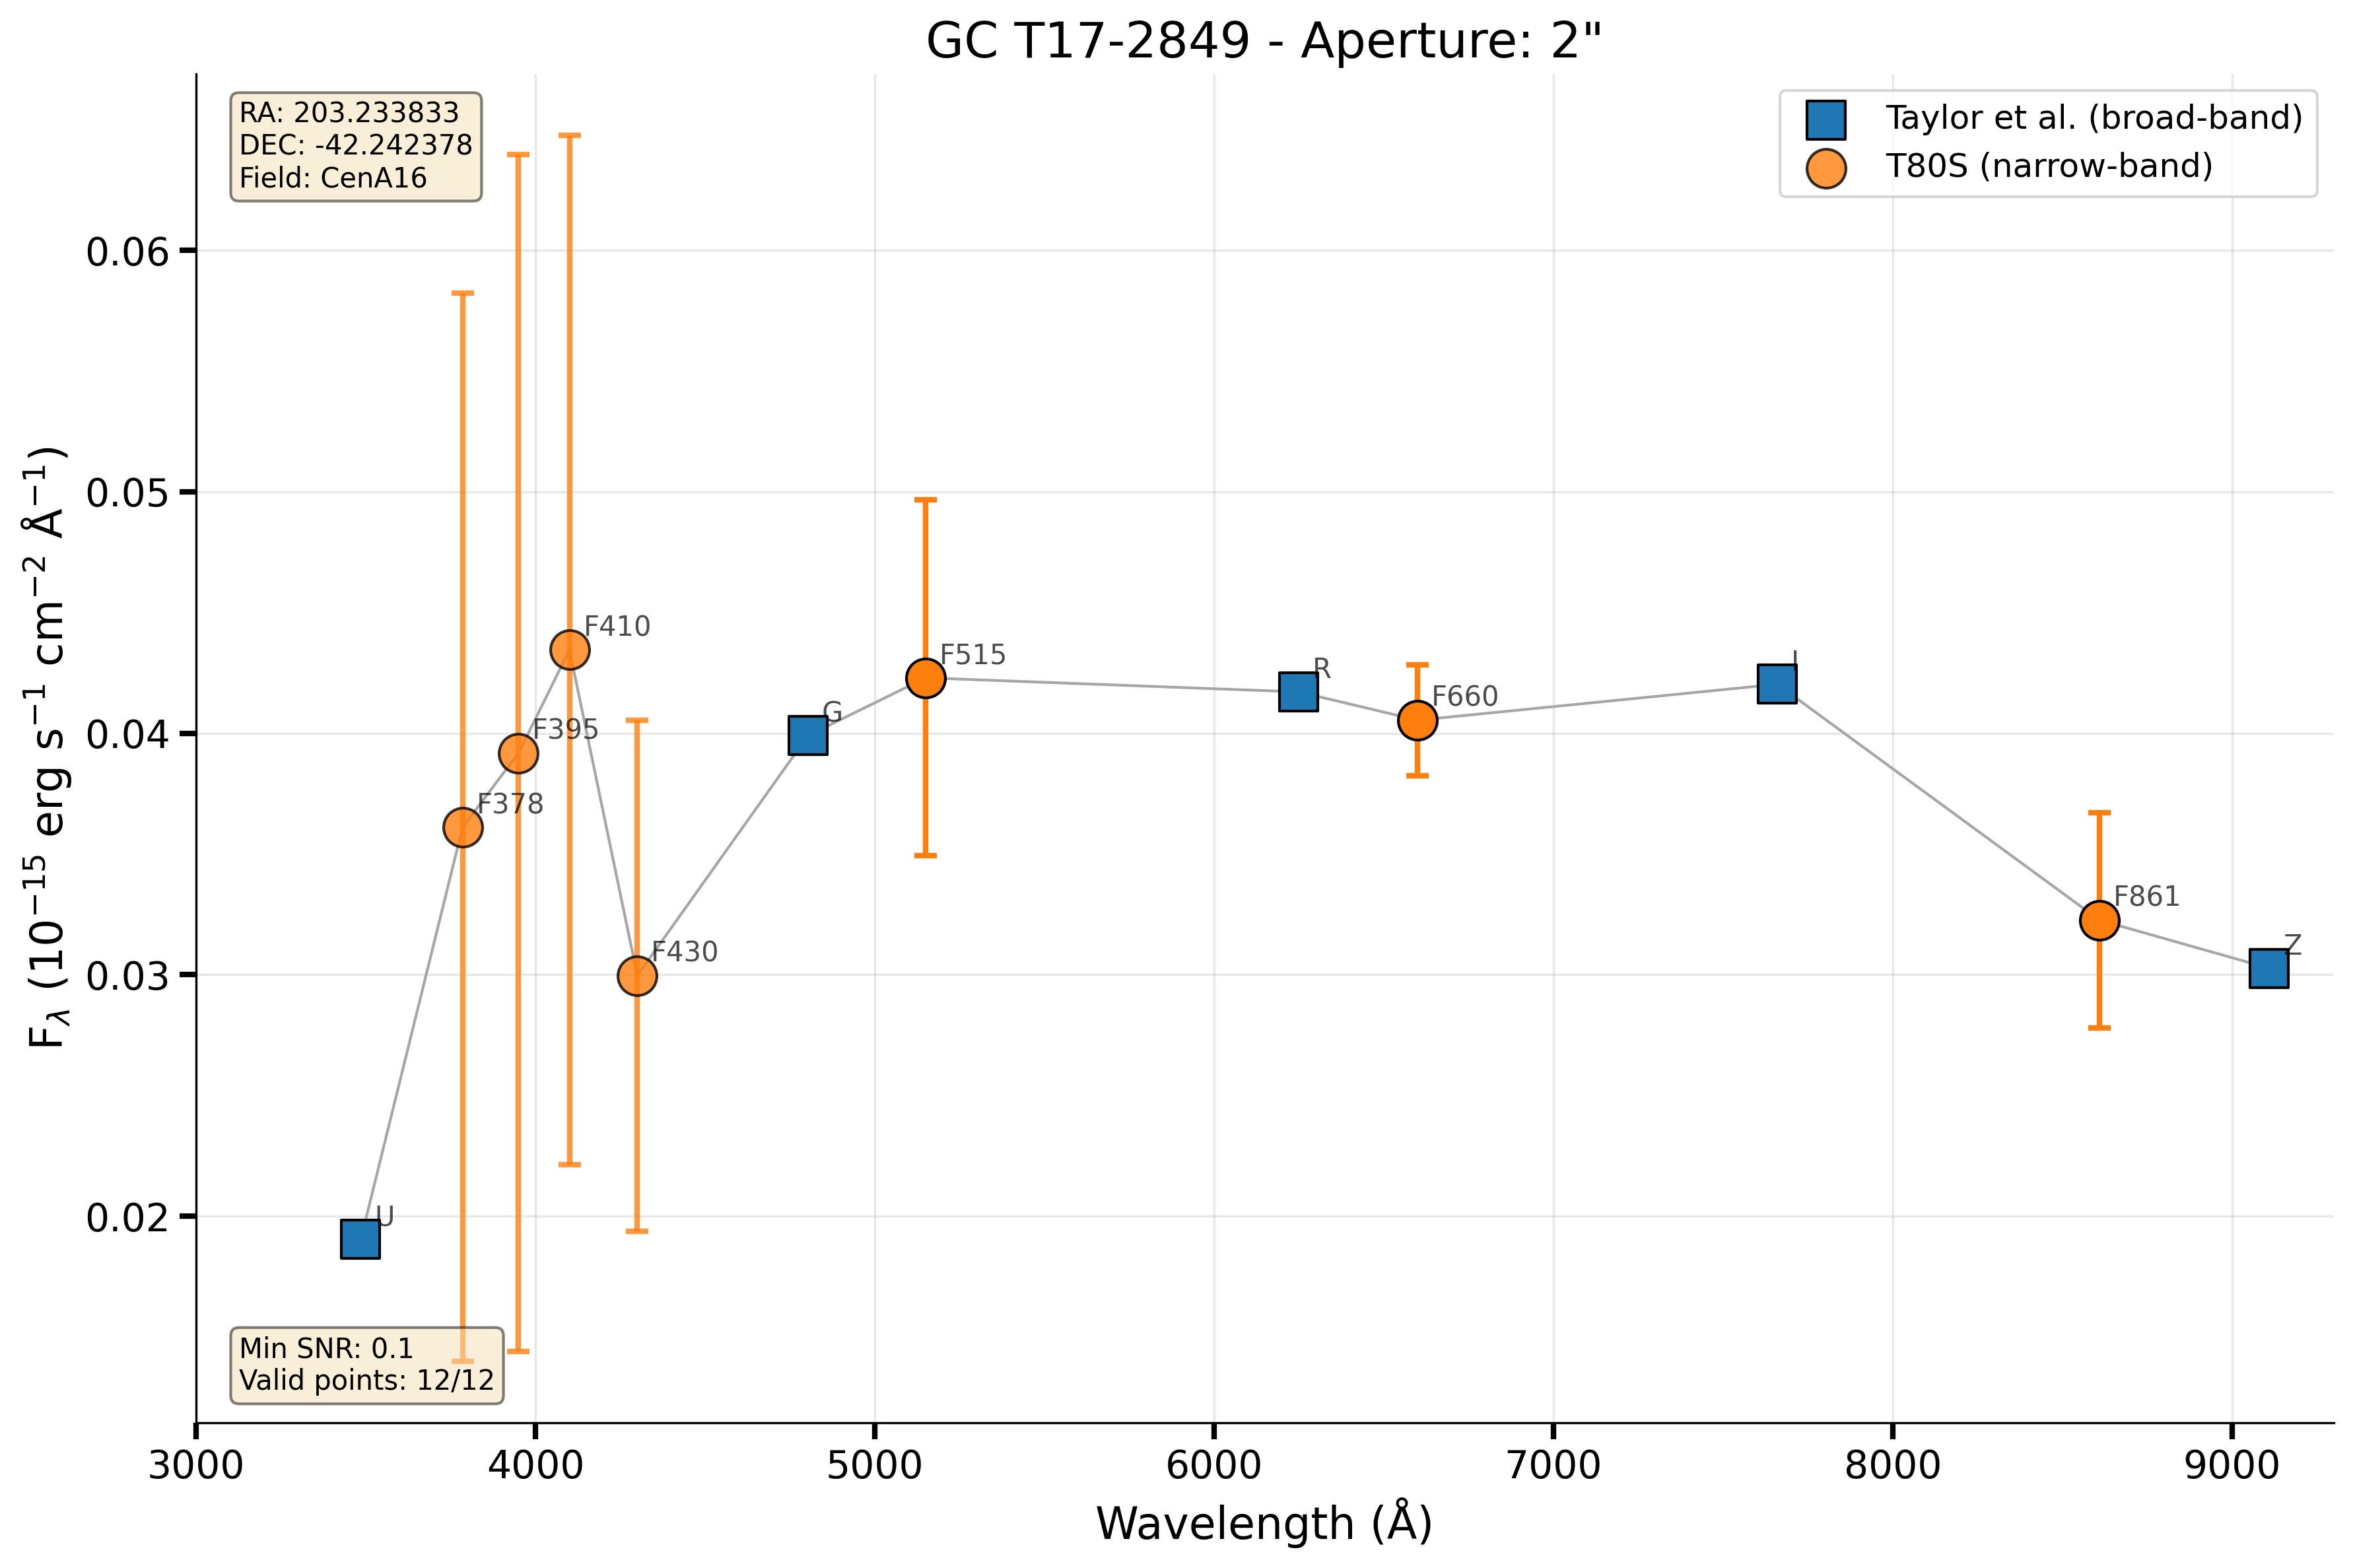 GC T17-2849 - Aperture: 2"
RA: 203.233833
DEC: -42.242378
Field: CenA16
Taylor et al. (broad-band)
T80S (narrow-band)
F410
F395
F378
F430
G
F515
R
F660
I
F861
Z
U
Min SNR: 0.1
Valid points: 12/12
0.06
0.05
0.04
0.03
0.02
3000 4000 5000 6000 7000 8000 9000
Wavelength (Å)
F_λ (10⁻¹⁵ erg s⁻¹ cm⁻² Å⁻¹)